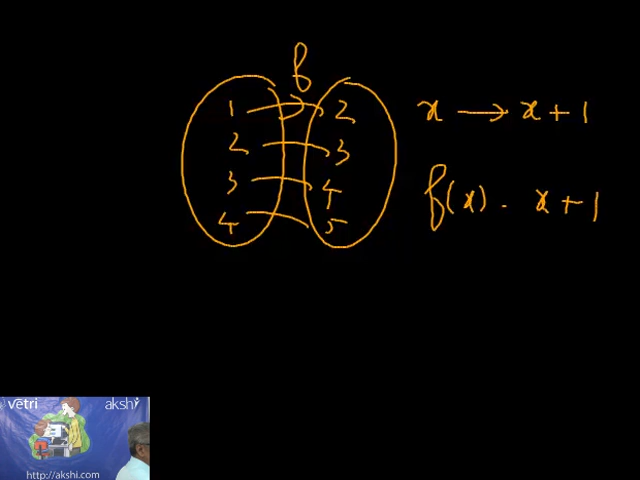 f
1 2
2 3
3 4
4 5
x → x + 1
f(x) - x + 1
vetri akshi
http://akshi.com